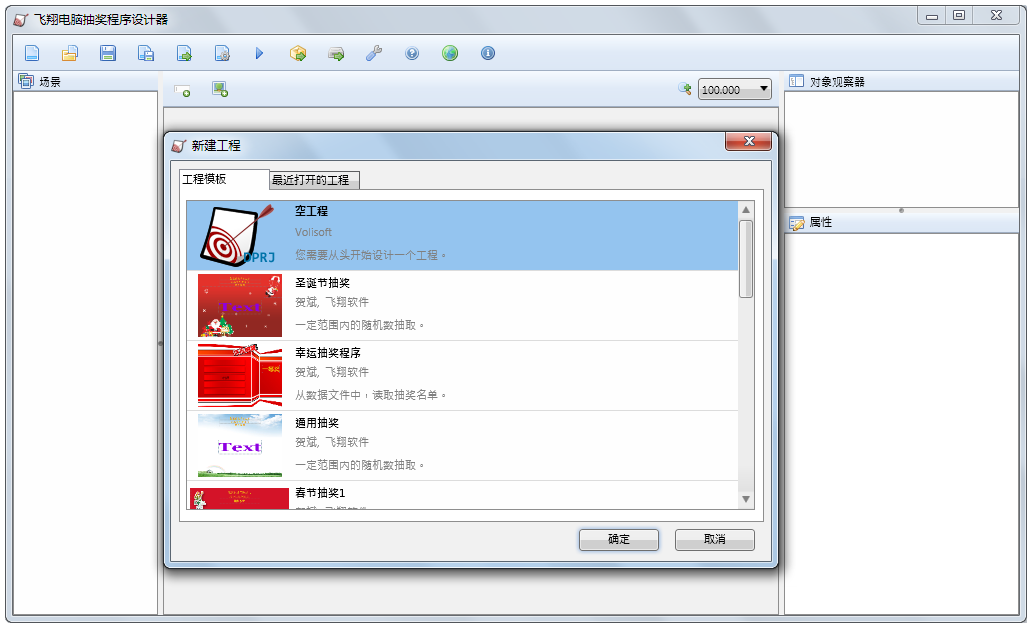 飞翔电脑抽奖程序设计器
场景
100.000
对象观察器
属性
新建工程
工程模板
最近打开的工程
空工程
Volisoft
您需要从头开始设计一个工程。
DPRJ
圣诞节抽奖
贺斌, 飞翔软件
一定范围内的随机数抽取。
Text
幸运抽奖程序
贺斌, 飞翔软件
从数据文件中，读取抽奖名单。
通用抽奖
贺斌, 飞翔软件
一定范围内的随机数抽取。
Text
春节抽奖1
确定
取消